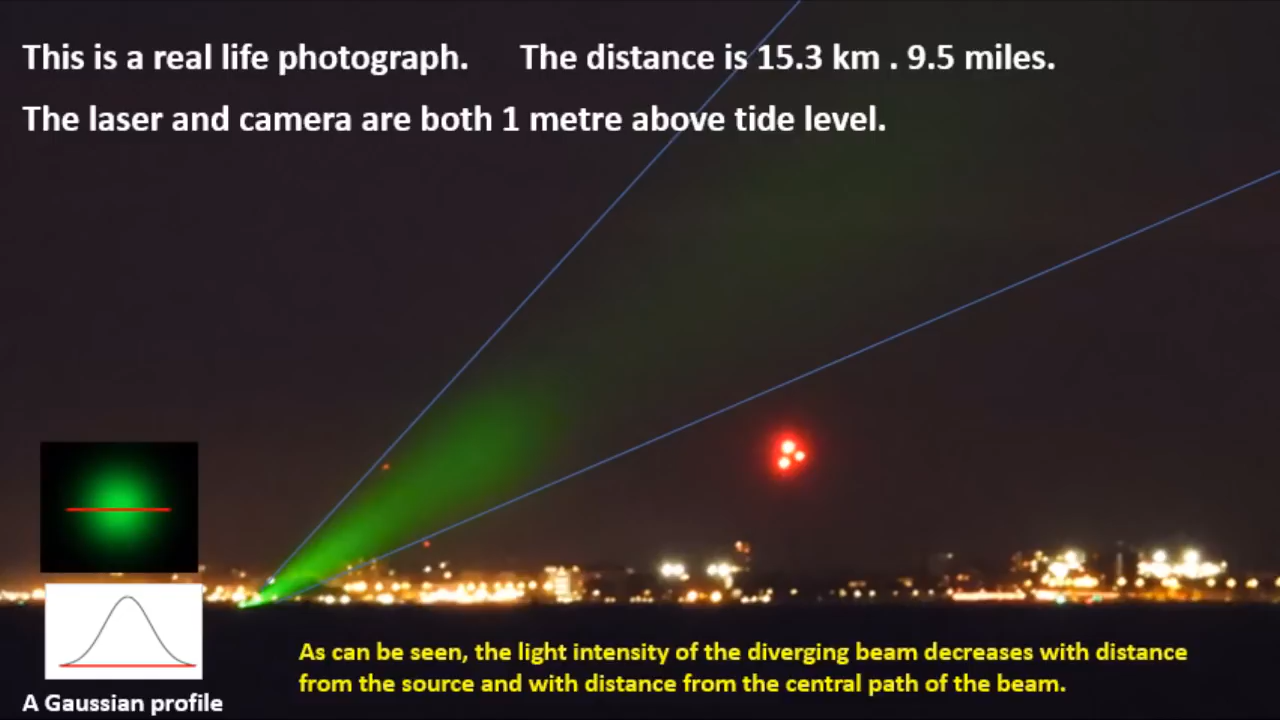 This is a real life photograph. The distance is 15.3 km . 9.5 miles.
The laser and camera are both 1 metre above tide level.
As can be seen, the light intensity of the diverging beam decreases with distance
from the source and with distance from the central path of the beam.
A Gaussian profile